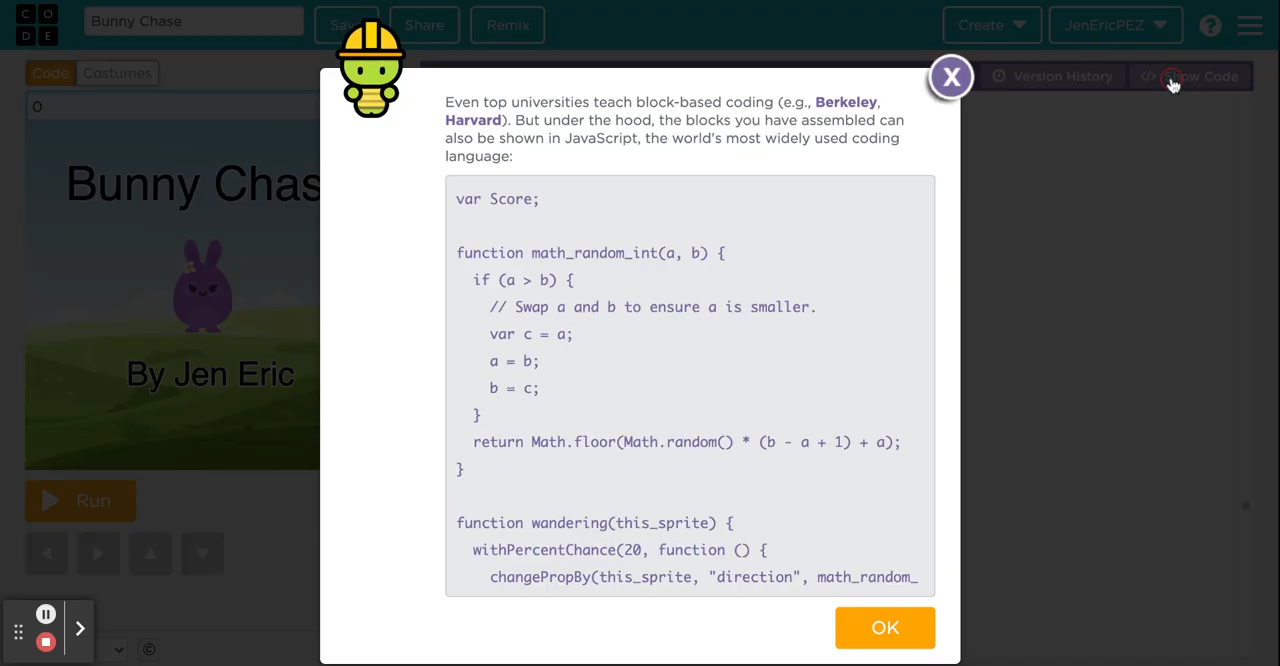 C O
D E
Bunny Chase
Share
Remix
Create
JenEricPEZ
?
Code
Costumes
Version History
Code
0
X
Even top universities teach block-based coding (e.g., Berkeley,
Harvard). But under the hood, the blocks you have assembled can
also be shown in JavaScript, the world's most widely used coding
language:
var Score;
function math_random_int(a, b) {
if (a > b) {
// Swap a and b to ensure a is smaller.
var c = a;
a = b;
b = c;
}
return Math.floor(Math.random() * (b - a + 1) + a);
}
function wandering(this_sprite) {
withPercentChance(20, function () {
changePropBy(this_sprite, "direction", math_random_
Bunny Chas
By Jen Eric
Run
OK
©